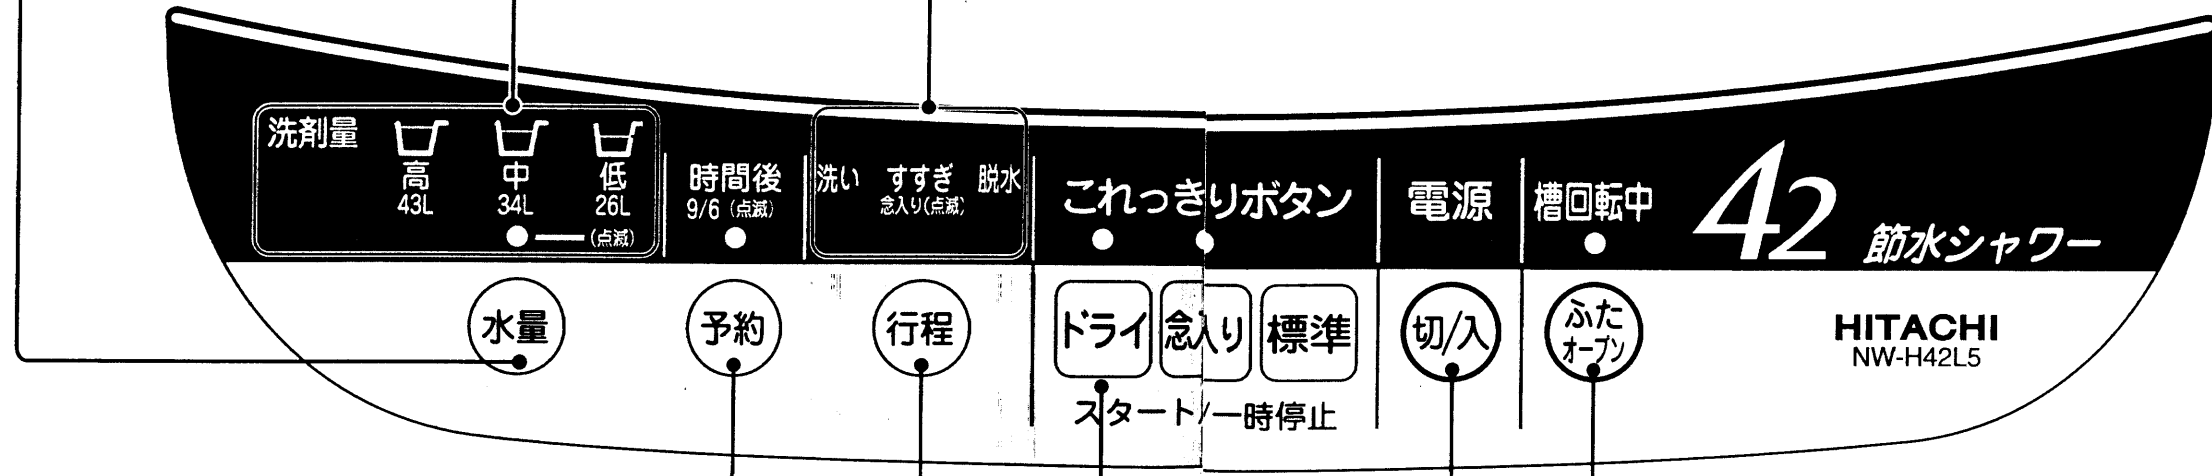 洗剤量
高 中 低
43L 34L 26L
(点滅)
時間後
9/6(点滅)
洗い すすぎ 脱水
念入り(点滅)
これっきりボタン
電源
槽回転中
42 節水シャワー
水量
予約
行程
ドライ 念入り 標準
切/入
ふた
オープン
スタート/一時停止
HITACHI
NW-H42L5